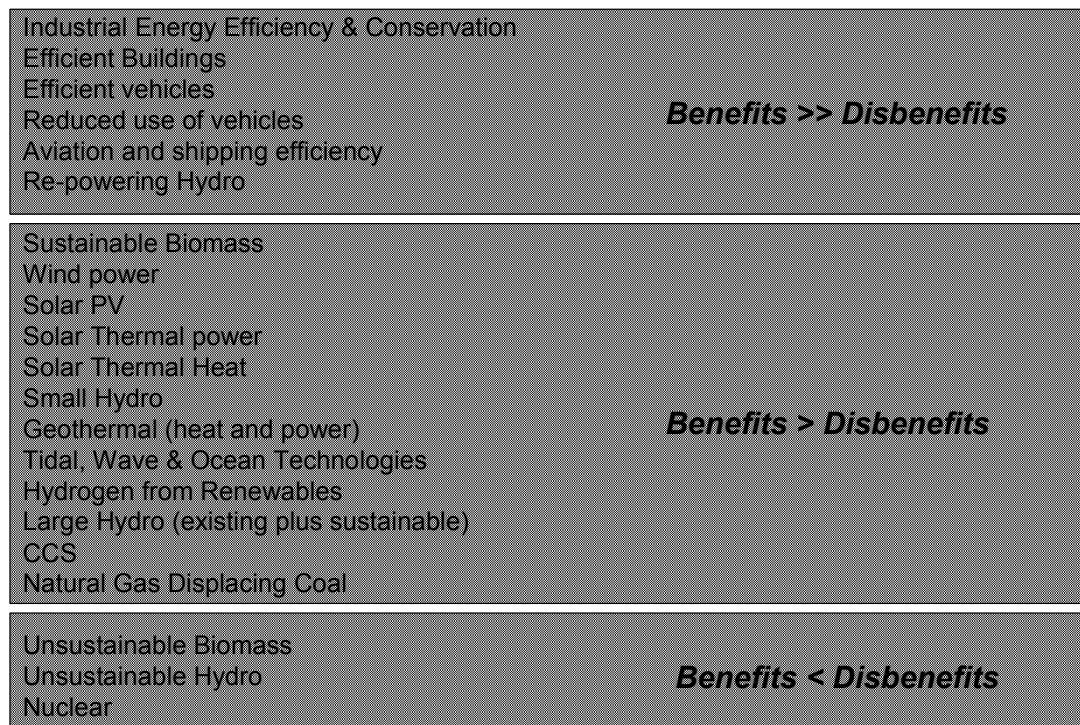 Industrial Energy Efficiency & Conservation
Efficient Buildings
Efficient vehicles
Reduced use of vehicles
Aviation and shipping efficiency
Re-powering Hydro
Benefits >> Disbenefits
Sustainable Biomass
Wind power
Solar PV
Solar Thermal power
Solar Thermal Heat
Small Hydro
Geothermal (heat and power)
Tidal, Wave & Ocean Technologies
Hydrogen from Renewables
Large Hydro (existing plus sustainable)
CCS
Natural Gas Displacing Coal
Benefits > Disbenefits
Unsustainable Biomass
Unsustainable Hydro
Nuclear
Benefits < Disbenefits